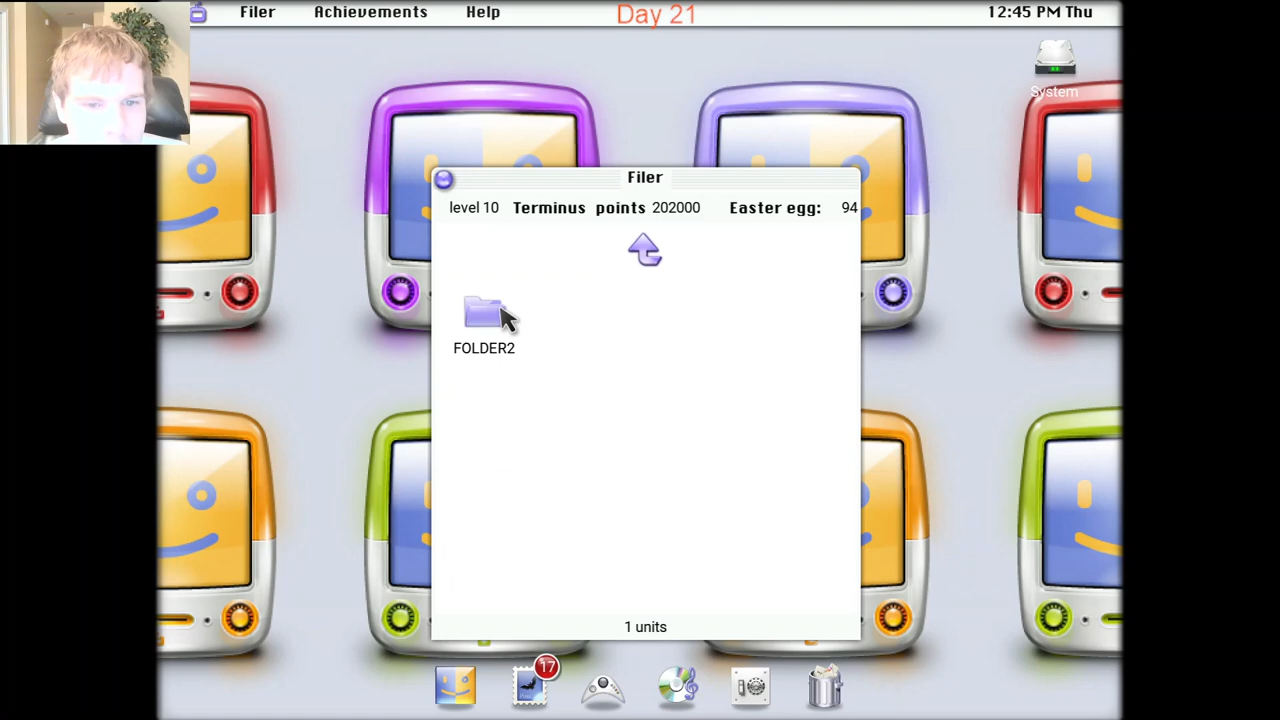 Filer Achievements Help Day 21 12:45 PM Thu
System
Filer
level 10 Terminus points 202000 Easter egg: 94
FOLDER2
1 units
17